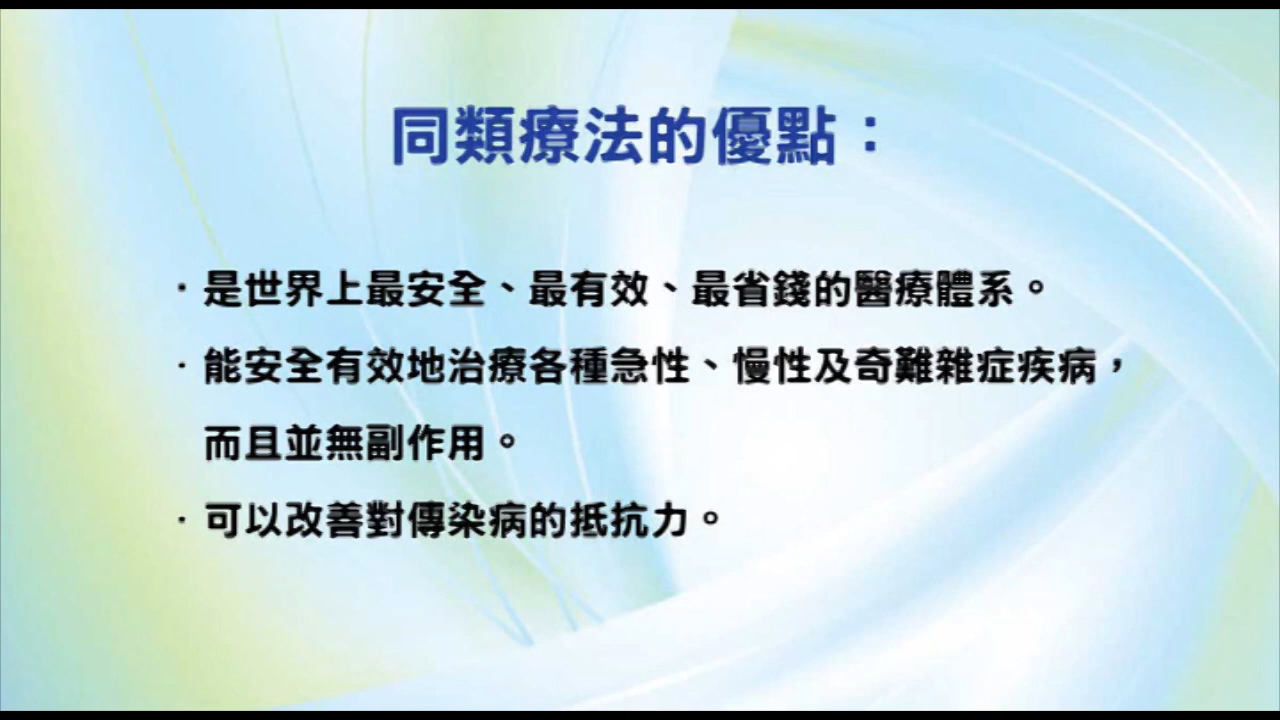 同類療法的優點：
·是世界上最安全、最有效、最省錢的醫療體系。
·能安全有效地治療各種急性、慢性及奇難雜症疾病，
而且並無副作用。
·可以改善對傳染病的抵抗力。